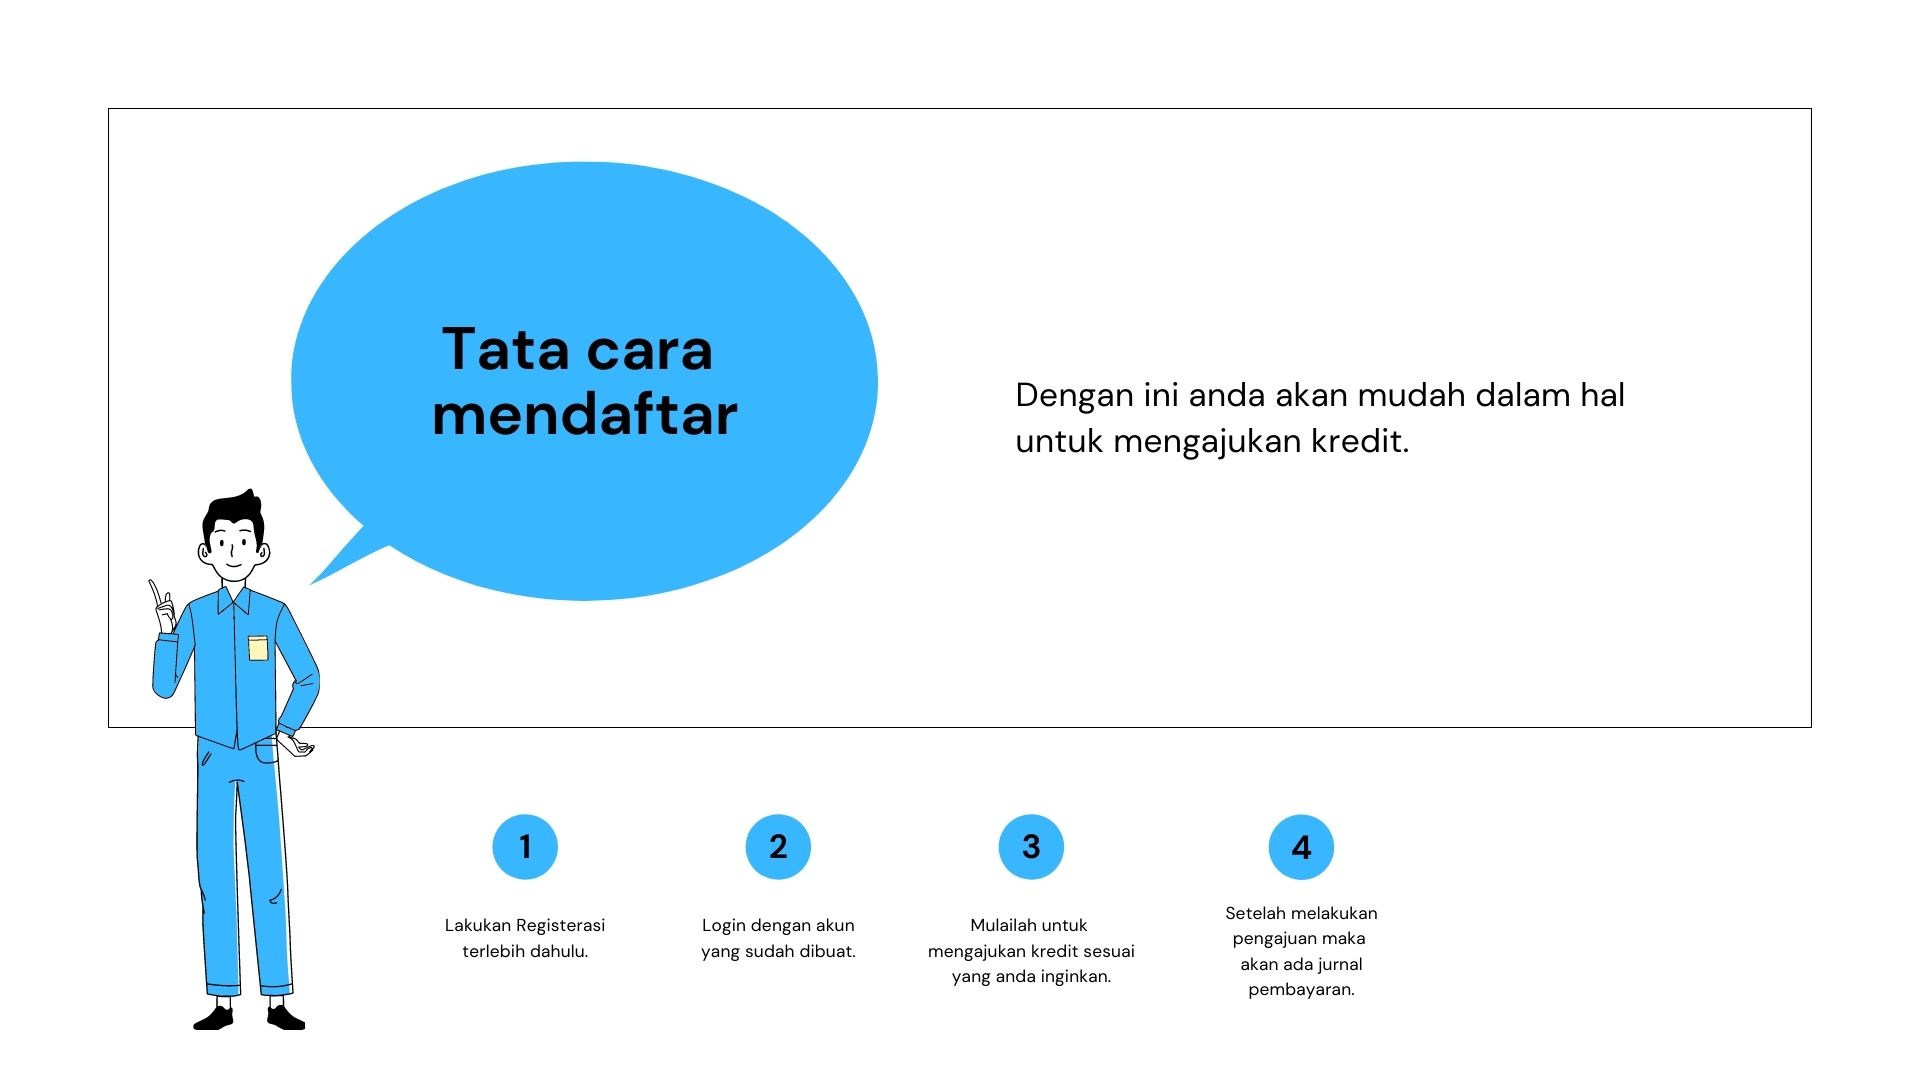 Tata cara
mendaftar
Dengan ini anda akan mudah dalam hal
untuk mengajukan kredit.
1
Lakukan Registerasi
terlebih dahulu.
2
Login dengan akun
yang sudah dibuat.
3
Mulailah untuk
mengajukan kredit sesuai
yang anda inginkan.
4
Setelah melakukan
pengajuan maka
akan ada jurnal
pembayaran.